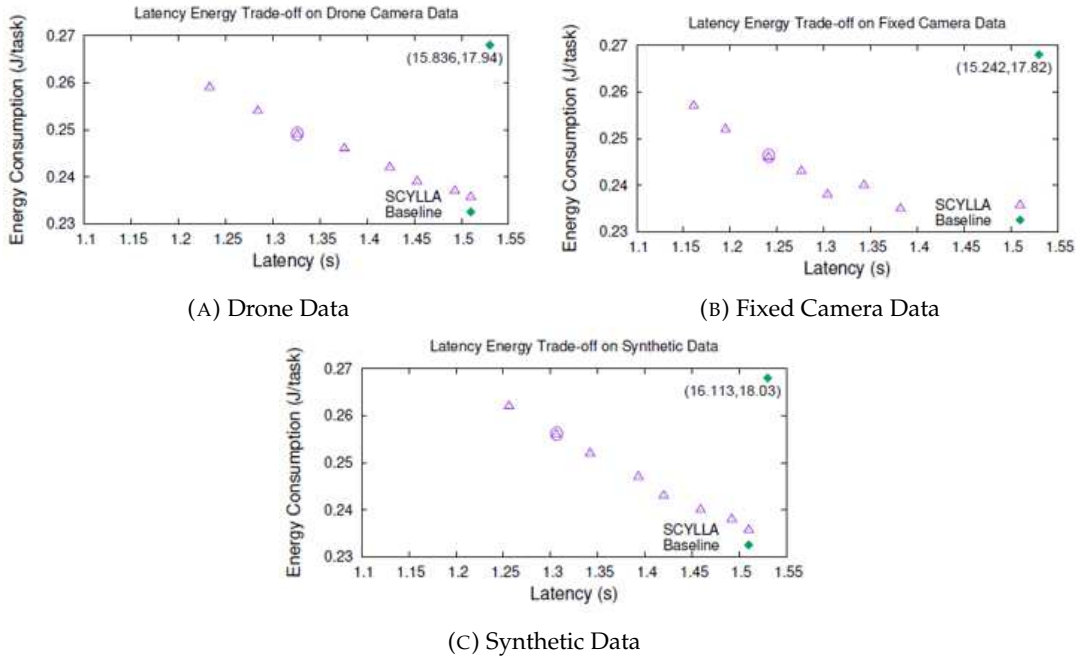 Latency Energy Trade-off on Drone Camera Data
Energy Consumption (J/task)
0.27
0.26
0.25
0.24
0.23
(15.836,17.94)
SCYLLA
Baseline
1.1 1.15 1.2 1.25 1.3 1.35 1.4 1.45 1.5 1.55
Latency (s)
(A) Drone Data
Latency Energy Trade-off on Fixed Camera Data
Energy Consumption (J/task)
0.27
0.26
0.25
0.24
0.23
(15.242,17.82)
SCYLLA
Baseline
1.1 1.15 1.2 1.25 1.3 1.35 1.4 1.45 1.5 1.55
Latency (s)
(B) Fixed Camera Data
Latency Energy Trade-off on Synthetic Data
Energy Consumption (J/task)
0.27
0.26
0.25
0.24
0.23
(16.113,18.03)
SCYLLA
Baseline
1.1 1.15 1.2 1.25 1.3 1.35 1.4 1.45 1.5 1.55
Latency (s)
(C) Synthetic Data